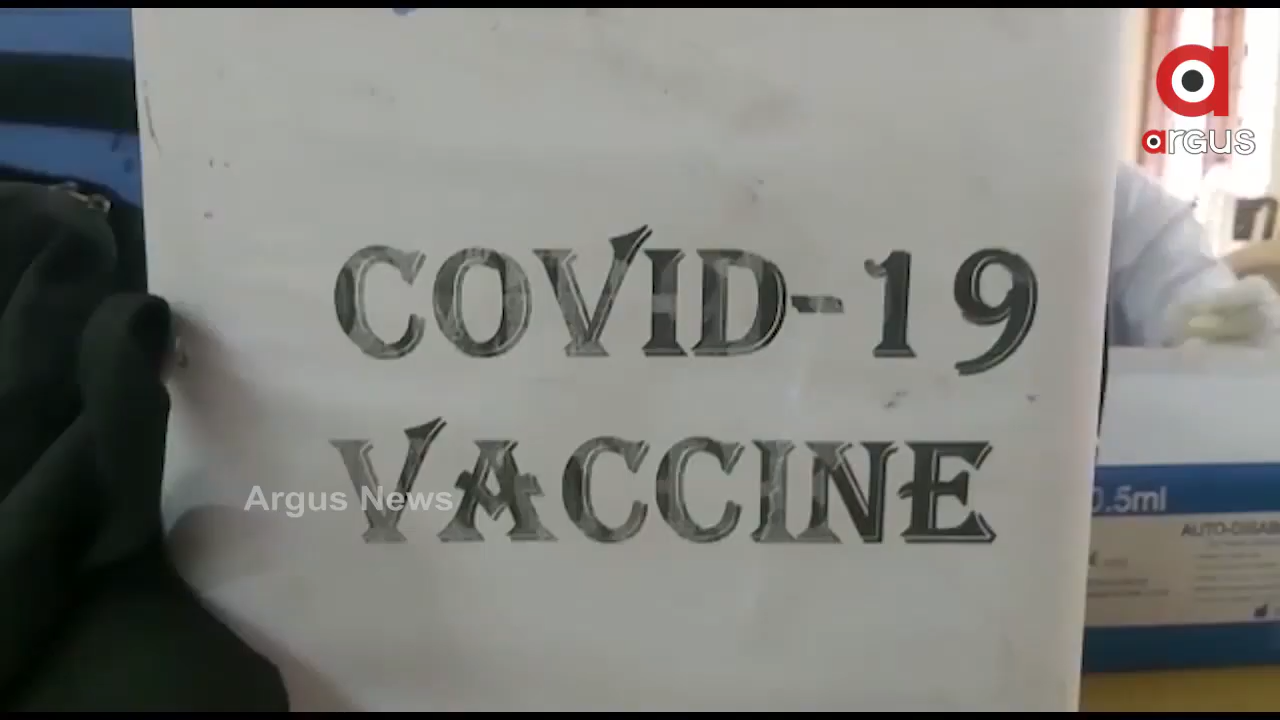 argus
COVID-19
VACCINE
Argus News
0.5ml